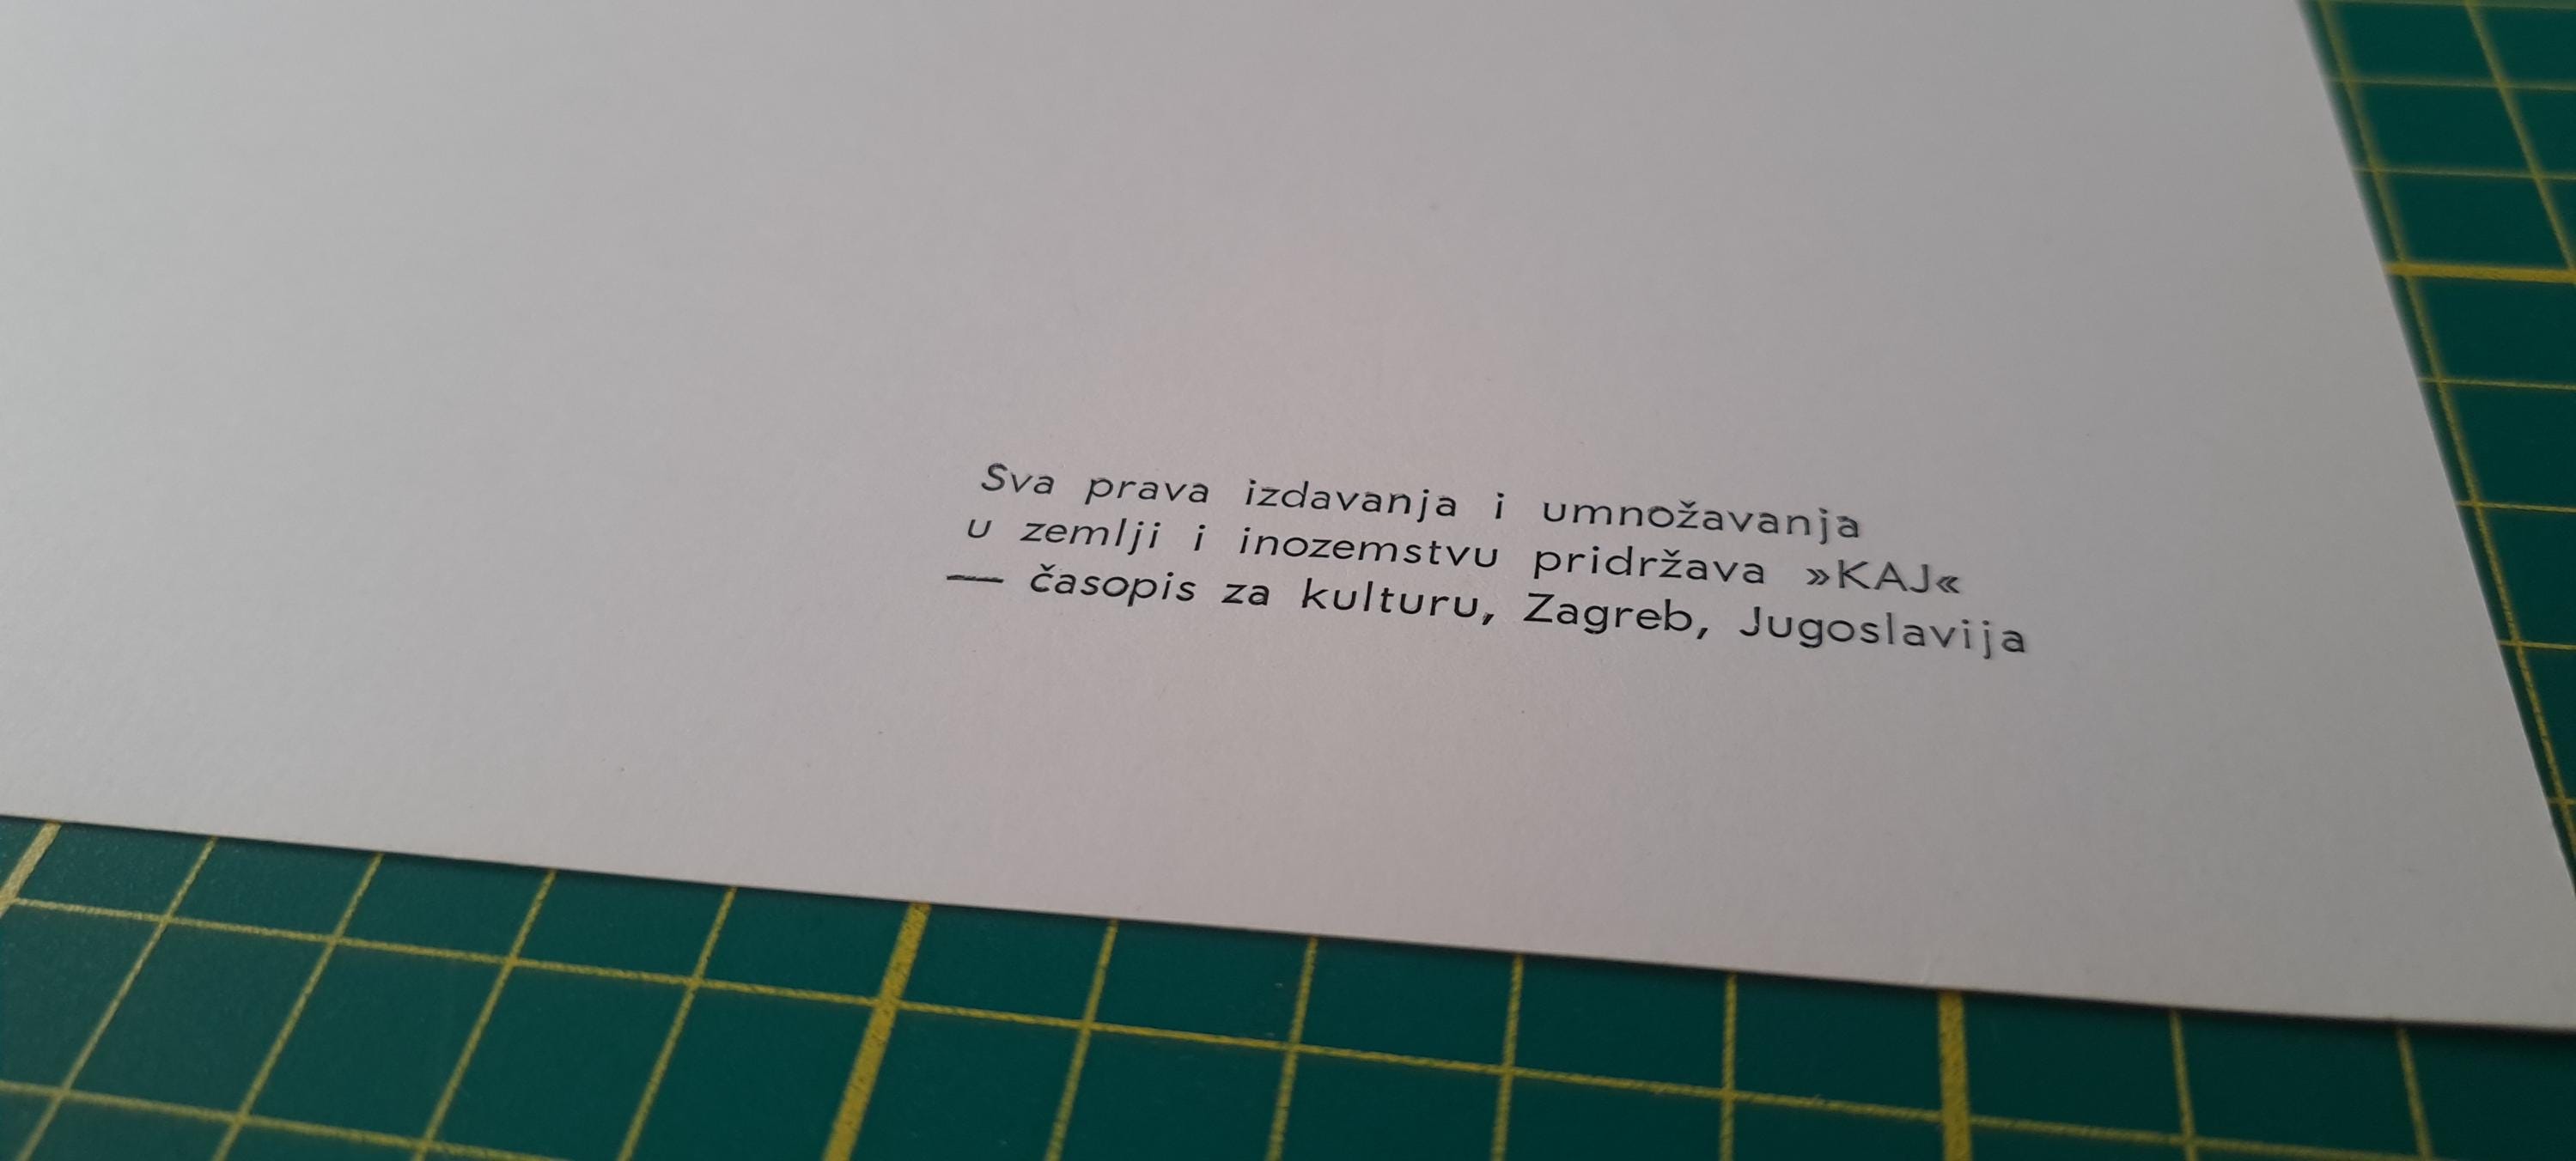 Sva prava izdavanja i umnožavanja
u zemlji i inozemstvu pridržava »KAJ«
— časopis za kulturu, Zagreb, Jugoslavija